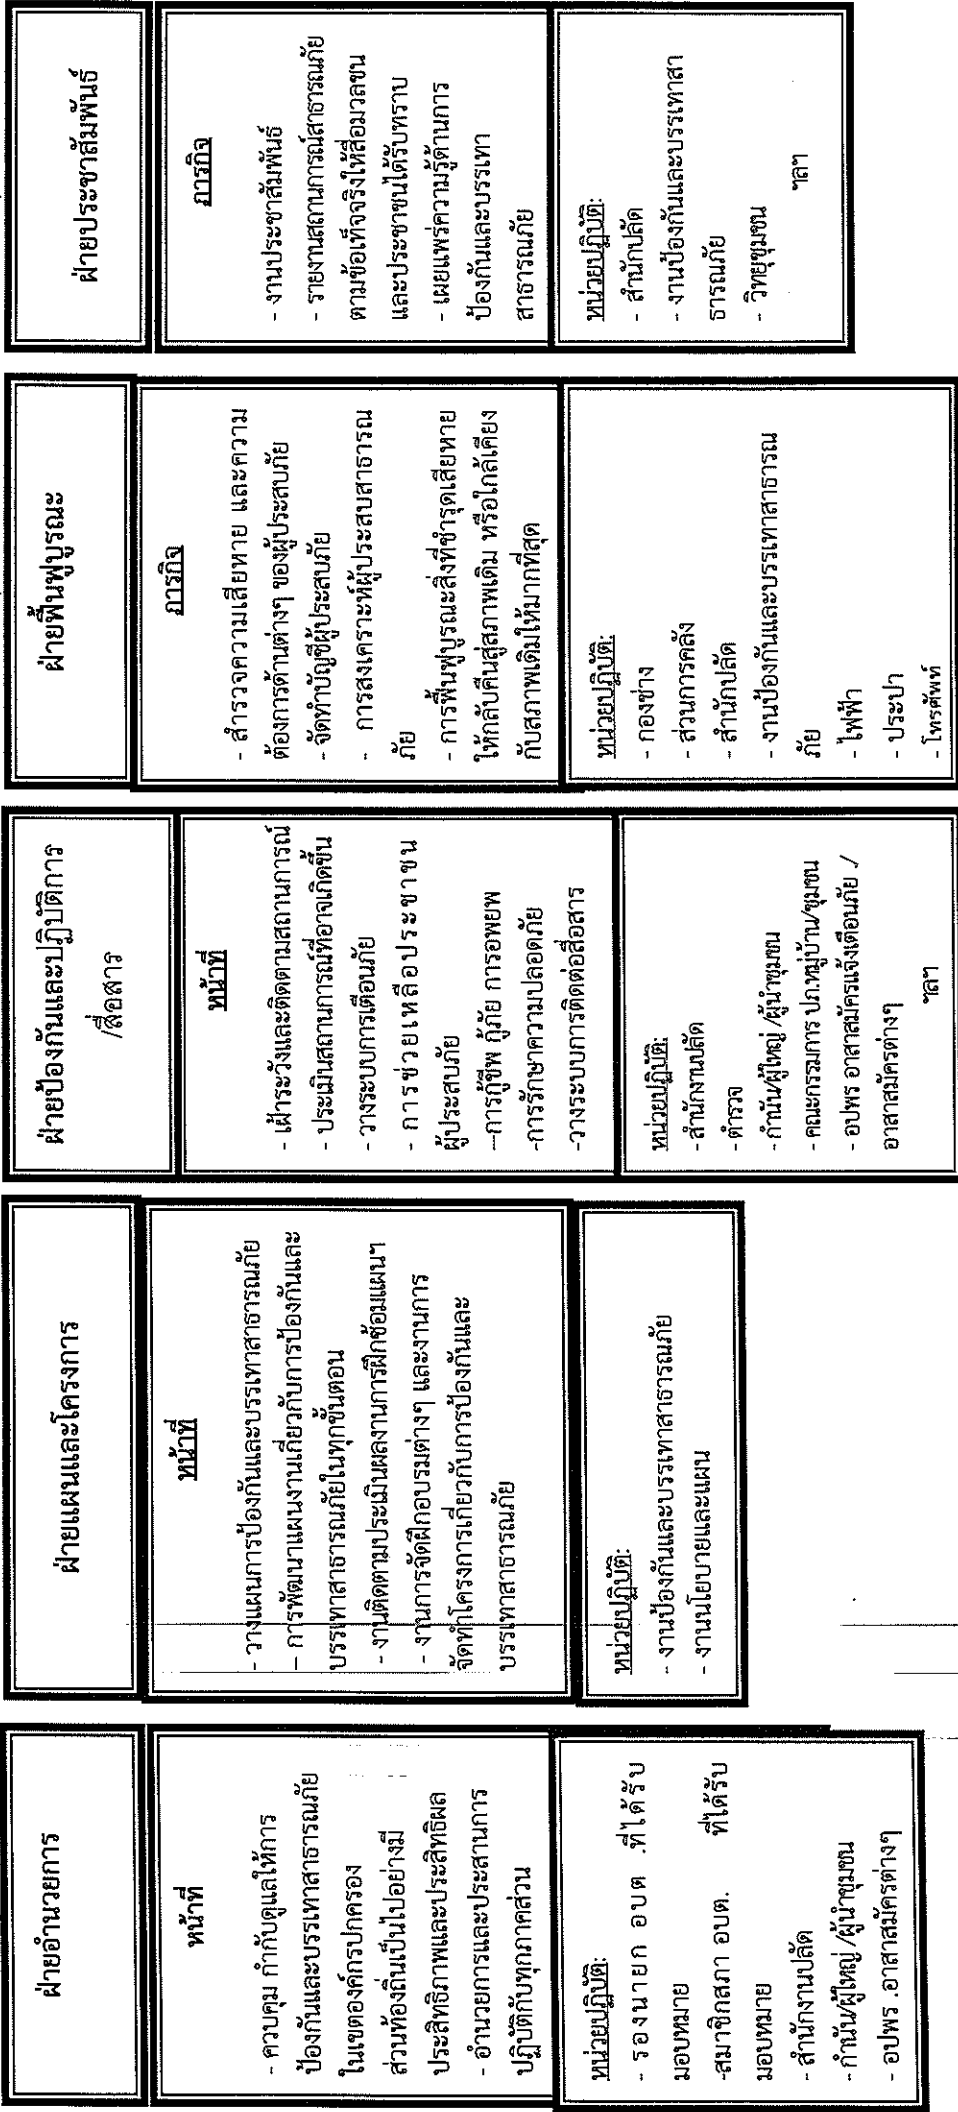 ฝ่ายอำนวยการ
หน้าที่
- ควบคุม กำกับดูแลให้การ
ป้องกันและบรรเทาสาธารณภัย
ในเขตองค์กรปกครอง
ส่วนท้องถิ่นเป็นไปอย่างมี
ประสิทธิภาพและประสิทธิผล
- อำนวยการและประสานการ
ปฏิบัติกับทุกภาคส่วน
หน่วยปฏิบัติ:
- รองนายก อบต .ที่ได้รับ
มอบหมาย
-สมาชิกสภา อบต. ที่ได้รับ
มอบหมาย
- สำนักงานปลัด
- กำนัน/ผู้ใหญ่ /ผู้นำชุมชน
- อปพร .อาสาสมัครต่างๆ
ฝ่ายแผนและโครงการ
หน้าที่
- วางแผนการป้องกันและบรรเทาสาธารณภัย
– การพัฒนาแผนงานเกี่ยวกับการป้องกันและ
บรรเทาสาธารณภัยในทุกขั้นตอน
- งานติดตามประเมินผลงานการฝึกซ้อมแผนฯ
- งานการจัดฝึกอบรมต่างๆ และงานการ
จัดทำโครงการเกี่ยวกับการป้องกันและ
บรรเทาสาธารณภัย
หน่วยปฏิบัติ:
- งานป้องกันและบรรเทาสาธารณภัย
- งานนโยบายและแผน
ฝ่ายป้องกันและปฏิบัติการ
/สื่อสาร
หน้าที่
- เฝ้าระวังและติดตามสถานการณ์
- ประเมินสถานการณ์ที่อาจเกิดขึ้น
- วางระบบการเตือนภัย
- การช่วยเหลือประชาชน
ผู้ประสบภัย
–การกู้ชีพ กู้ภัย การอพยพ
-การรักษาความปลอดภัย
-วางระบบการติดต่อสื่อสาร
หน่วยปฏิบัติ:
- สำนักงานปลัด
- ตำรวจ
- กำนัน/ผู้ใหญ่ /ผู้นำชุมชน
- คณะกรรมการ ปภ.หมู่บ้าน/ชุมชน
- อปพร อาสาสมัครแจ้งเตือนภัย /
อาสาสมัครต่างๆ
ฯลฯ
ฝ่ายฟื้นฟูบูรณะ
ภารกิจ
- สำรวจความเสียหาย และความ
ต้องการด้านต่างๆ ของผู้ประสบภัย
- จัดทำบัญชีผู้ประสบภัย
- การสงเคราะห์ผู้ประสบสาธารณ
ภัย
- การฟื้นฟูบูรณะสิ่งที่ชำรุดเสียหาย
ให้กลับคืนสู่สภาพเดิม หรือใกล้เคียง
กับสภาพเดิมให้มากที่สุด
หน่วยปฏิบัติ:
- กองช่าง
- ส่วนการคลัง
- สำนักปลัด
- งานป้องกันและบรรเทาสาธารณ
ภัย
- ไฟฟ้า
- ประปา
- โทรศัพท์
ฝ่ายประชาสัมพันธ์
ภารกิจ
- งานประชาสัมพันธ์
- รายงานสถานการณ์สาธารณภัย
ตามข้อเท็จจริงให้สื่อมวลชน
และประชาชนได้รับทราบ
- เผยแพร่ความรู้ด้านการ
ป้องกันและบรรเทา
สาธารณภัย
หน่วยปฏิบัติ:
- สำนักปลัด
- งานป้องกันและบรรเทาสา
ธารณภัย
- วิทยุชุมชน
ฯลฯ